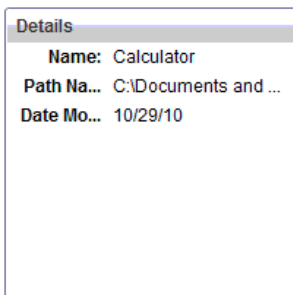 Details
Name: Calculator
Path Na... C:\Documents and ...
Date Mo... 10/29/10